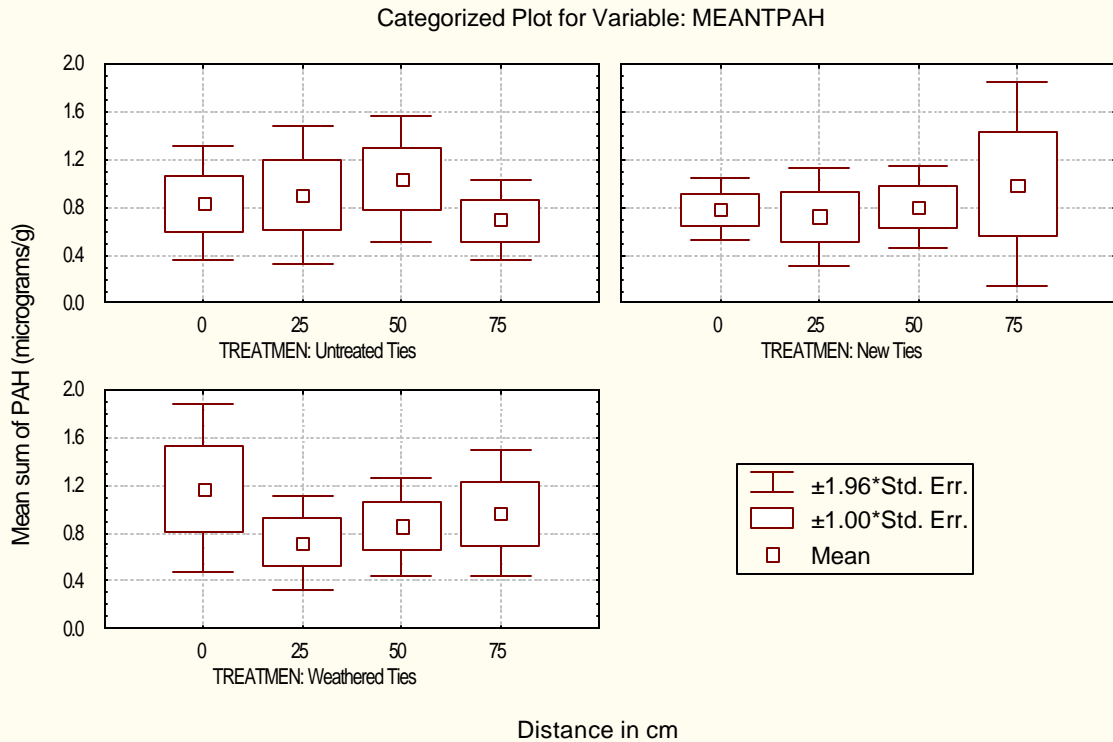 Categorized Plot for Variable: MEANTPAH
Mean sum of PAH (micrograms/g)
2.0
1.6
1.2
0.8
0.4
0.0
0 25 50 75
TREATMEN: Untreated Ties
0 25 50 75
TREATMEN: New Ties
2.0
1.6
1.2
0.8
0.4
0.0
0 25 50 75
TREATMEN: Weathered Ties
±1.96*Std. Err.
±1.00*Std. Err.
Mean
Distance in cm